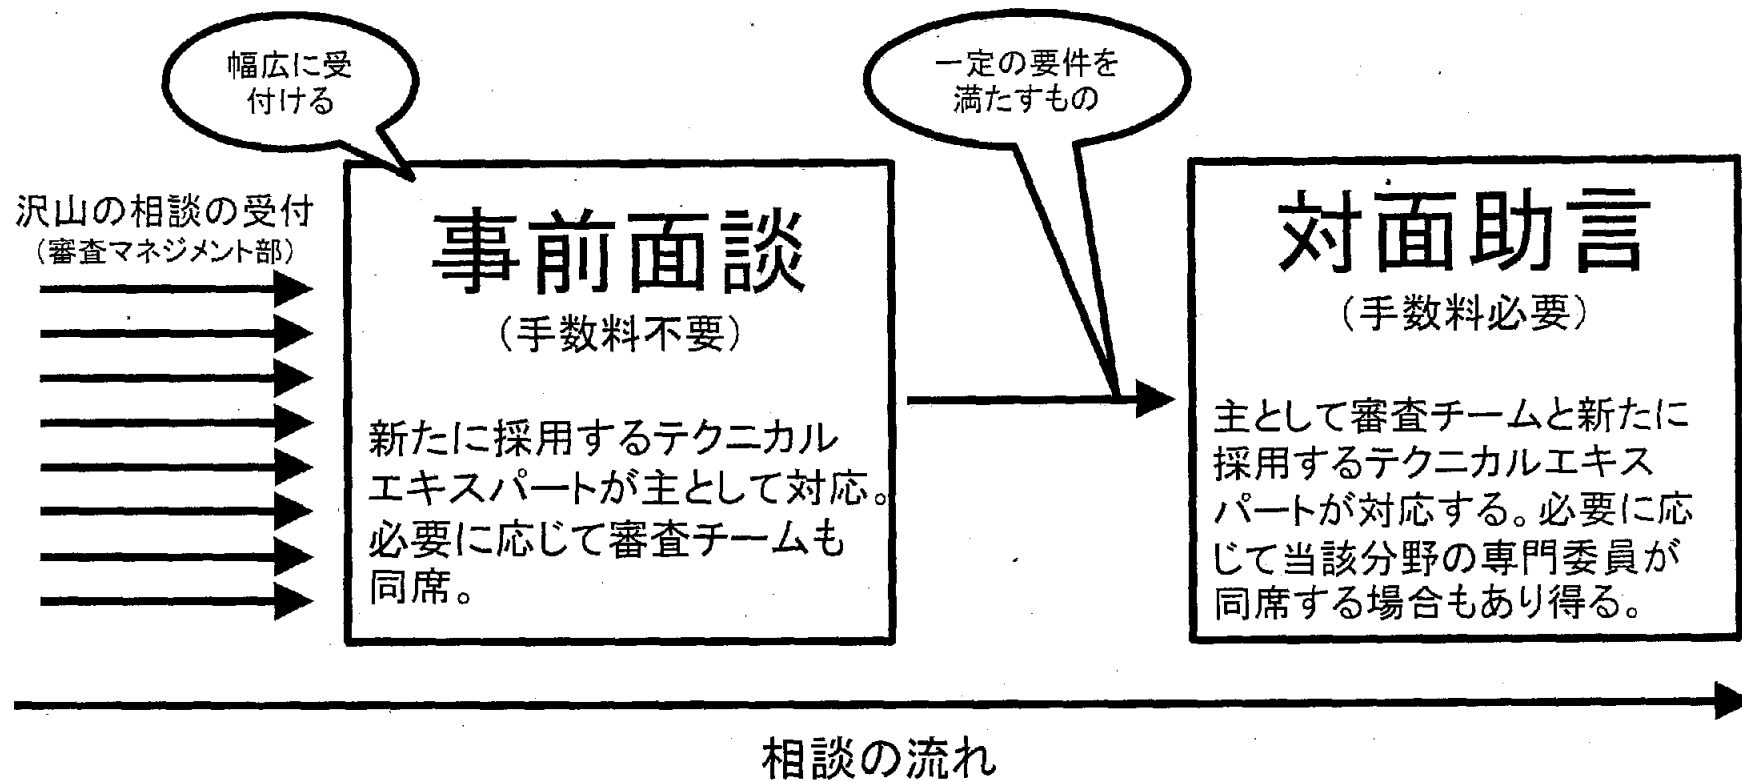 幅広に受
付ける
一定の要件を
満たすもの
沢山の相談の受付
（審査マネジメント部）
事前面談
（手数料不要）
新たに採用するテクニカル
エキスパートが主として対応。
必要に応じて審査チームも
同席。
対面助言
（手数料必要）
主として審査チームと新たに
採用するテクニカルエキス
パートが対応する。必要に応
じて当該分野の専門委員が
同席する場合もあり得る。
相談の流れ